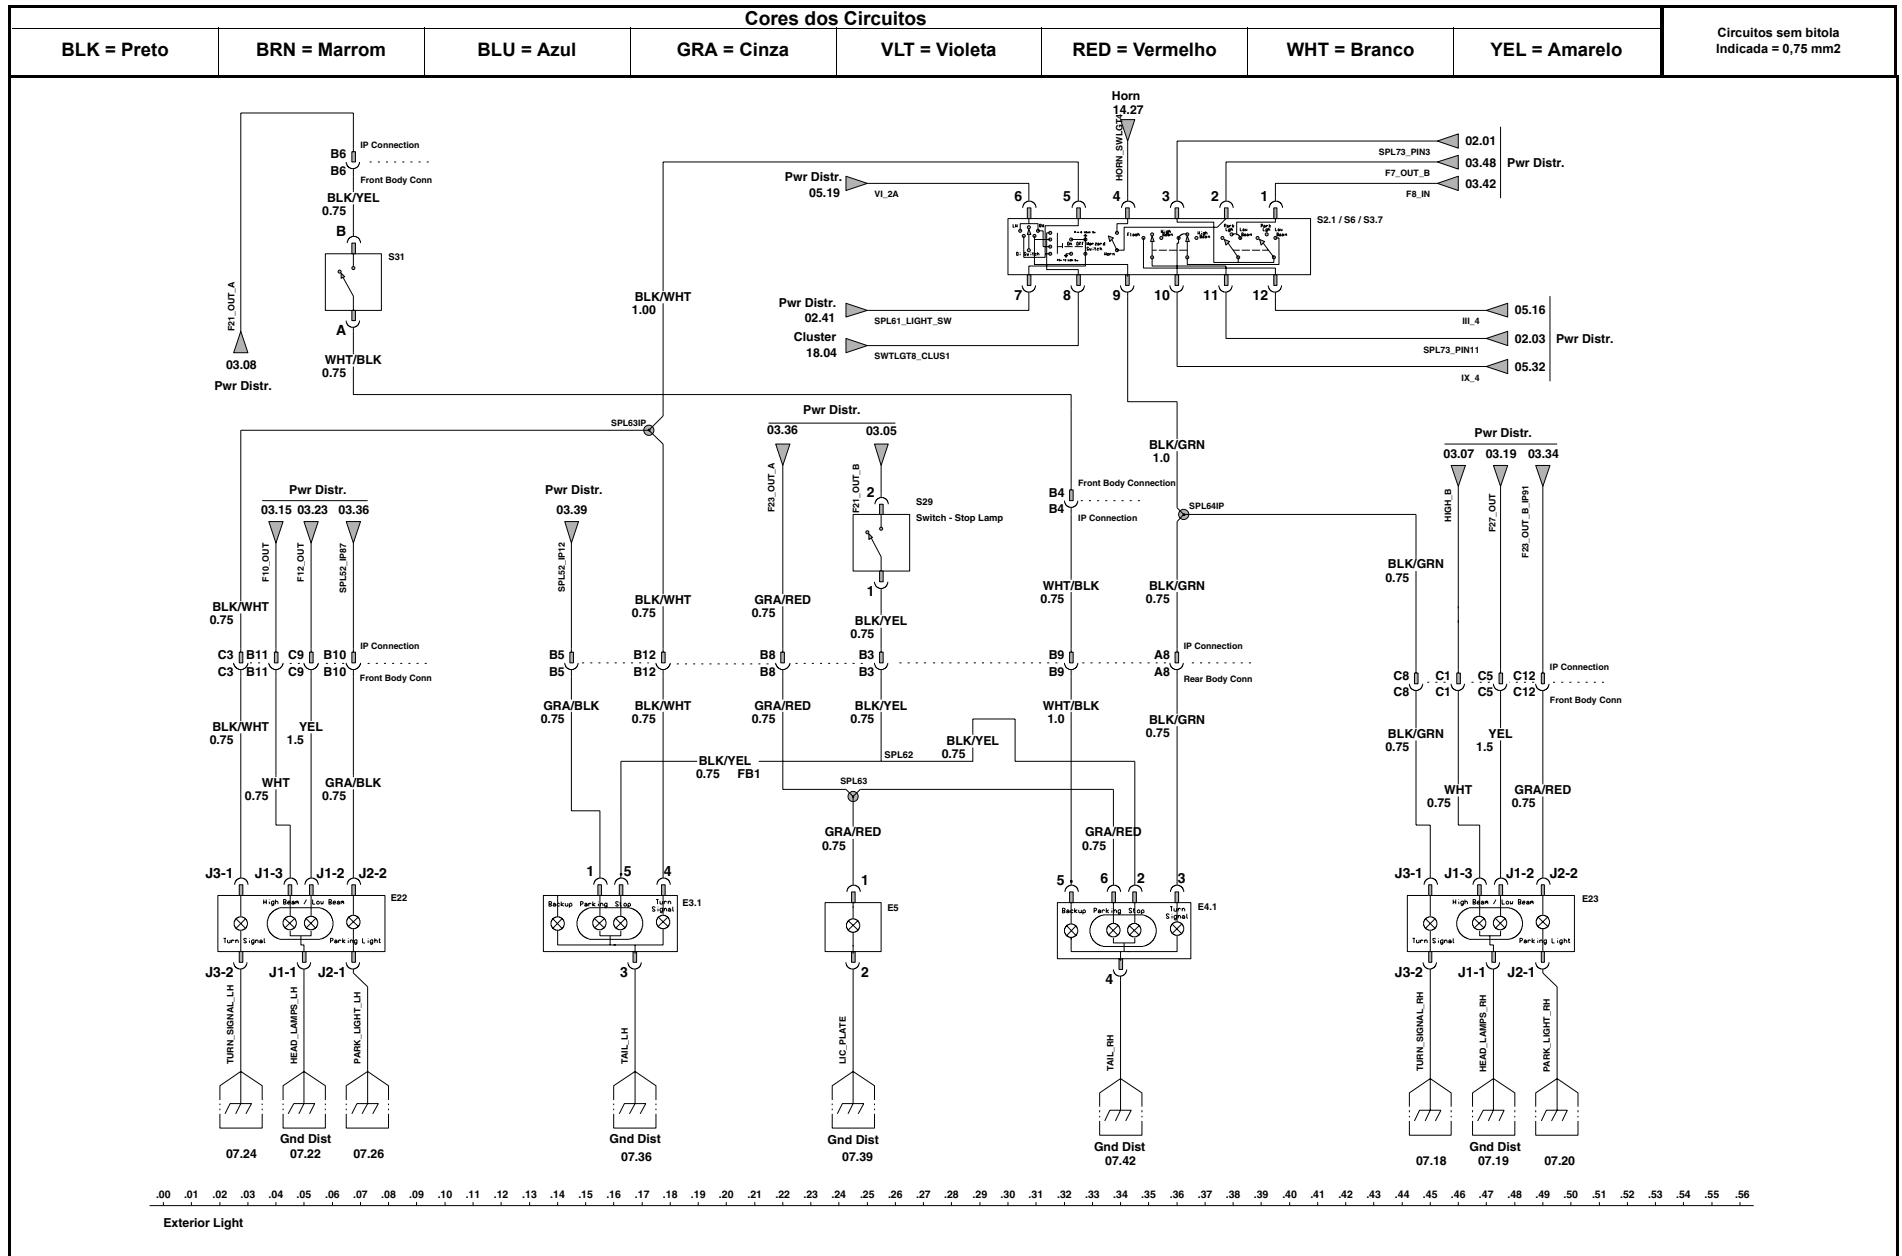 Cores dos Circuitos
BLK = Preto
BRN = Marrom
BLU = Azul
GRA = Cinza
VLT = Violeta
RED = Vermelho
WHT = Branco
YEL = Amarelo
Circuitos sem bitola
Indicada = 0,75 mm2
Horn
14.27
HORN_SWLGT4
B6
IP Connection
B6
Front Body Conn
BLK/YEL
0.75
B
S31
A
WHT/BLK
0.75
F21_OUT_A
03.08
Pwr Distr.
BLK/WHT
1.00
Pwr Distr.
05.19
VI_2A
02.01
SPL73_PIN3
03.48
Pwr Distr.
F7_OUT_B
03.42
F8_IN
6
5
4
3
2
1
S2.1 / S6 / S3.7
7
8
9
10
11
12
Pwr Distr.
02.41
SPL61_LIGHT_SW
Cluster
18.04
SWTLGT8_CLUS1
05.16
III_4
02.03
Pwr Distr.
SPL73_PIN11
05.32
IX_4
SPL63IP
Pwr Distr.
03.36
03.05
F23_OUT_A
F21_OUT_B
2
S29
Switch - Stop Lamp
1
BLK/YEL
0.75
BLK/GRN
1.0
B4
Front Body Connection
B4
IP Connection
SPL64IP
Pwr Distr.
03.07
03.19
03.34
HIGH_B
F27_OUT
F23_OUT_B_IP91
Pwr Distr.
03.15
03.23
03.36
F10_OUT
F12_OUT
SPL52_IP87
Pwr Distr.
03.39
SPL52_IP12
BLK/WHT
0.75
BLK/WHT
0.75
GRA/RED
0.75
WHT/BLK
0.75
BLK/GRN
0.75
BLK/GRN
0.75
C3
B11
C9
B10
IP Connection
C3
B11
C9
B10
Front Body Conn
B5
B12
B8
B3
B9
A8
IP Connection
B5
B12
B8
B3
B9
A8
Rear Body Conn
C8
C1
C5
C12
IP Connection
C8
C1
C5
C12
Front Body Conn
BLK/WHT
0.75
YEL
1.5
WHT
0.75
GRA/BLK
0.75
GRA/BLK
0.75
BLK/WHT
0.75
GRA/RED
0.75
BLK/YEL
0.75
WHT/BLK
1.0
BLK/GRN
0.75
BLK/YEL
0.75
FB1
SPL62
BLK/YEL
0.75
SPL63
GRA/RED
0.75
GRA/RED
0.75
BLK/GRN
0.75
YEL
1.5
WHT
0.75
GRA/RED
0.75
J3-1
J1-3
J1-2
J2-2
E22
High Beam / Low Beam
Turn Signal
Parking Light
J3-2
J1-1
J2-1
1
5
4
E3.1
Backup
Parking
Stop
Turn
Signal
3
1
E5
2
5
6
2
3
E4.1
Backup
Parking
Stop
Turn
Signal
4
J3-1
J1-3
J1-2
J2-2
E23
High Beam / Low Beam
Turn Signal
Parking Light
J3-2
J1-1
J2-1
TURN_SIGNAL_LH
HEAD_LAMPS_LH
PARK_LIGHT_LH
TAIL_LH
LIC_PLATE
TAIL_RH
TURN_SIGNAL_RH
HEAD_LAMPS_RH
PARK_LIGHT_RH
07.24
Gnd Dist
07.22
07.26
Gnd Dist
07.36
Gnd Dist
07.39
Gnd Dist
07.42
07.18
Gnd Dist
07.19
07.20
.00 .01 .02 .03 .04 .05 .06 .07 .08 .09 .10 .11 .12 .13 .14 .15 .16 .17 .18 .19 .20 .21 .22 .23 .24 .25 .26 .27 .28 .29 .30 .31 .32 .33 .34 .35 .36 .37 .38 .39 .40 .41 .42 .43 .44 .45 .46 .47 .48 .49 .50 .51 .52 .53 .54 .55 .56
Exterior Light